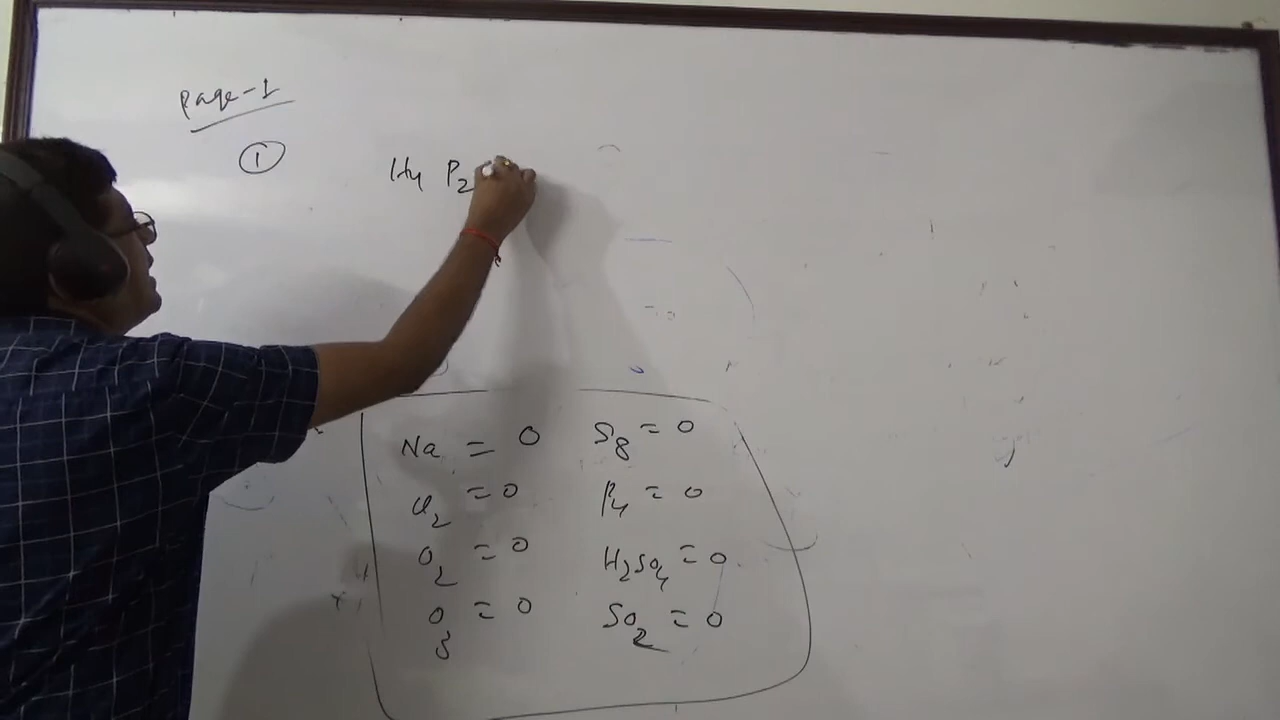 Page-1
① H4 P2
Na = 0 S8 = 0
Cl2 = 0 P4 = 0
O2 = 0 H2SO4 = 0
O3 = 0 SO2 = 0